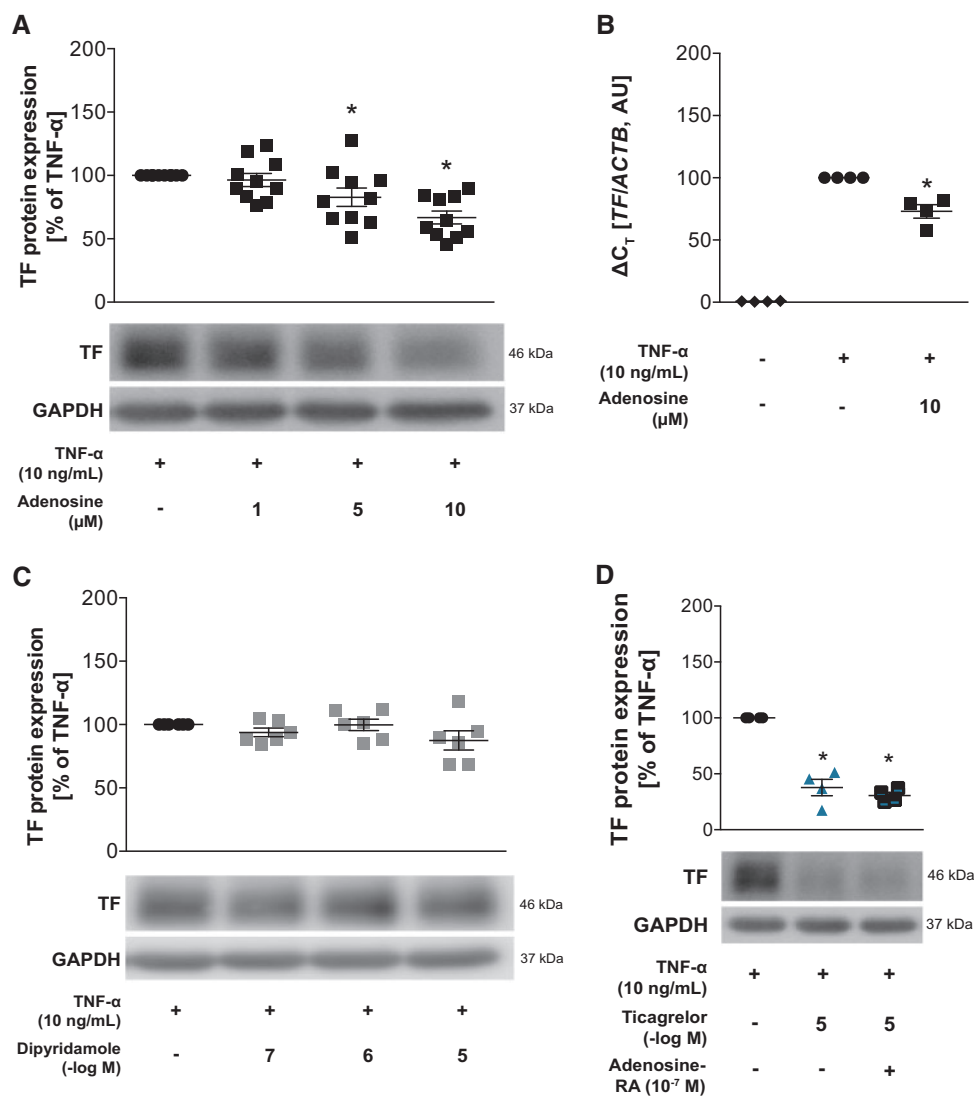 A
TF protein expression
[% of TNF-α]
200
150
100
50
0
*
*
TF
46 kDa
GAPDH
37 kDa
TNF-α
(10 ng/mL)
+ + + +
Adenosine
(µM)
- 1 5 10
B
ΔC_T [TF/ACTB, AU]
200
150
100
50
0
*
TNF-α
(10 ng/mL)
- + +
Adenosine
(µM)
- - 10
C
TF protein expression
[% of TNF-α]
200
150
100
50
0
TF
46 kDa
GAPDH
37 kDa
TNF-α
(10 ng/mL)
+ + + +
Dipyridamole
(-log M)
- 7 6 5
D
TF protein expression
[% of TNF-α]
200
150
100
50
0
*
*
TF
46 kDa
GAPDH
37 kDa
TNF-α
(10 ng/mL)
+ + +
Ticagrelor
(-log M)
- 5 5
Adenosine-
RA (10⁻⁷ M)
- - +